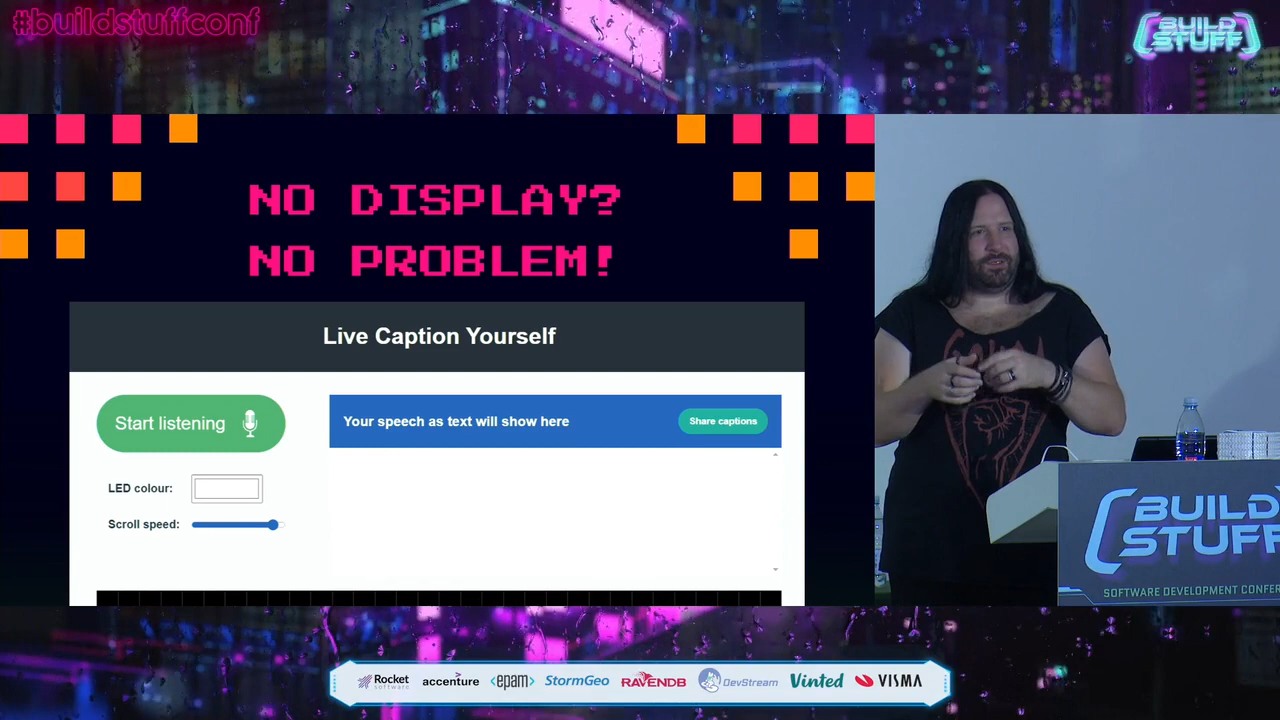 #buildstuffconf
BUILD
STUFF
NO DISPLAY?
NO PROBLEM!
Live Caption Yourself
Start listening
Your speech as text will show here
Share captions
LED colour:
Scroll speed:
BUILD
STUFF
SOFTWARE DEVELOPMENT CONFER
Rocket
software
accenture
<epam>
StormGeo
RAVENDB
DevStream
Vinted
VISMA